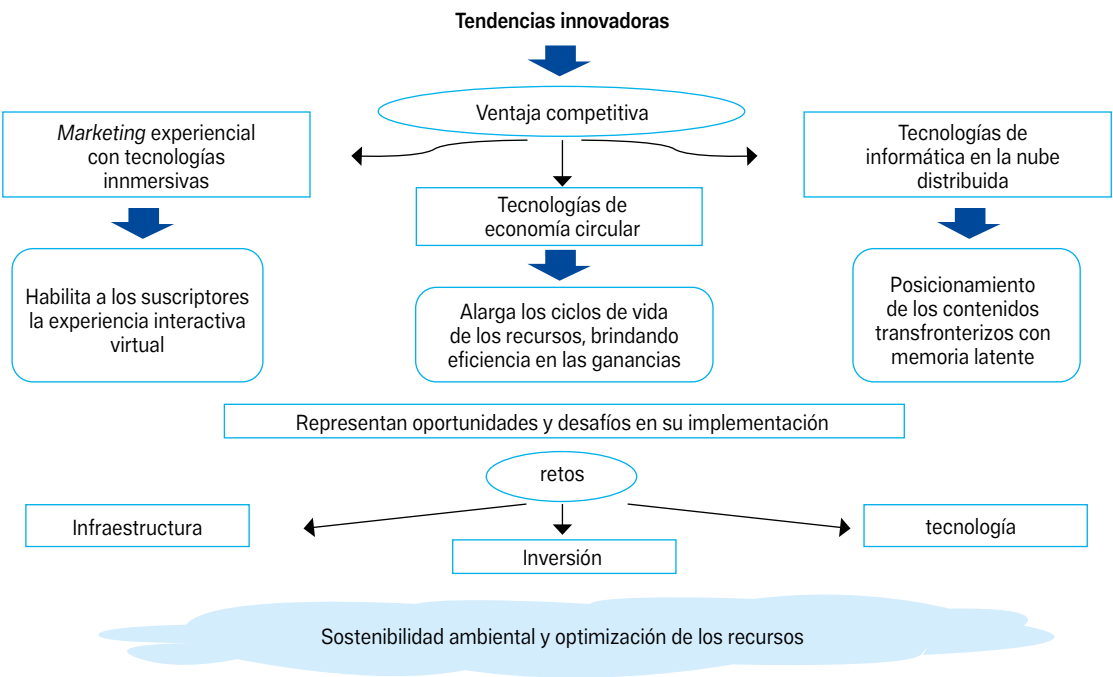 Tendencias innovadoras
Ventaja competitiva
Marketing experiencial
con tecnologías
innmersivas
Tecnologías de
economía circular
Tecnologías de
informática en la nube
distribuida
Habilita a los suscriptores
la experiencia interactiva
virtual
Alarga los ciclos de vida
de los recursos, brindando
eficiencia en las ganancias
Posicionamiento
de los contenidos
transfronterizos con
memoria latente
Representan oportunidades y desafíos en su implementación
retos
Infraestructura
Inversión
tecnología
Sostenibilidad ambiental y optimización de los recursos